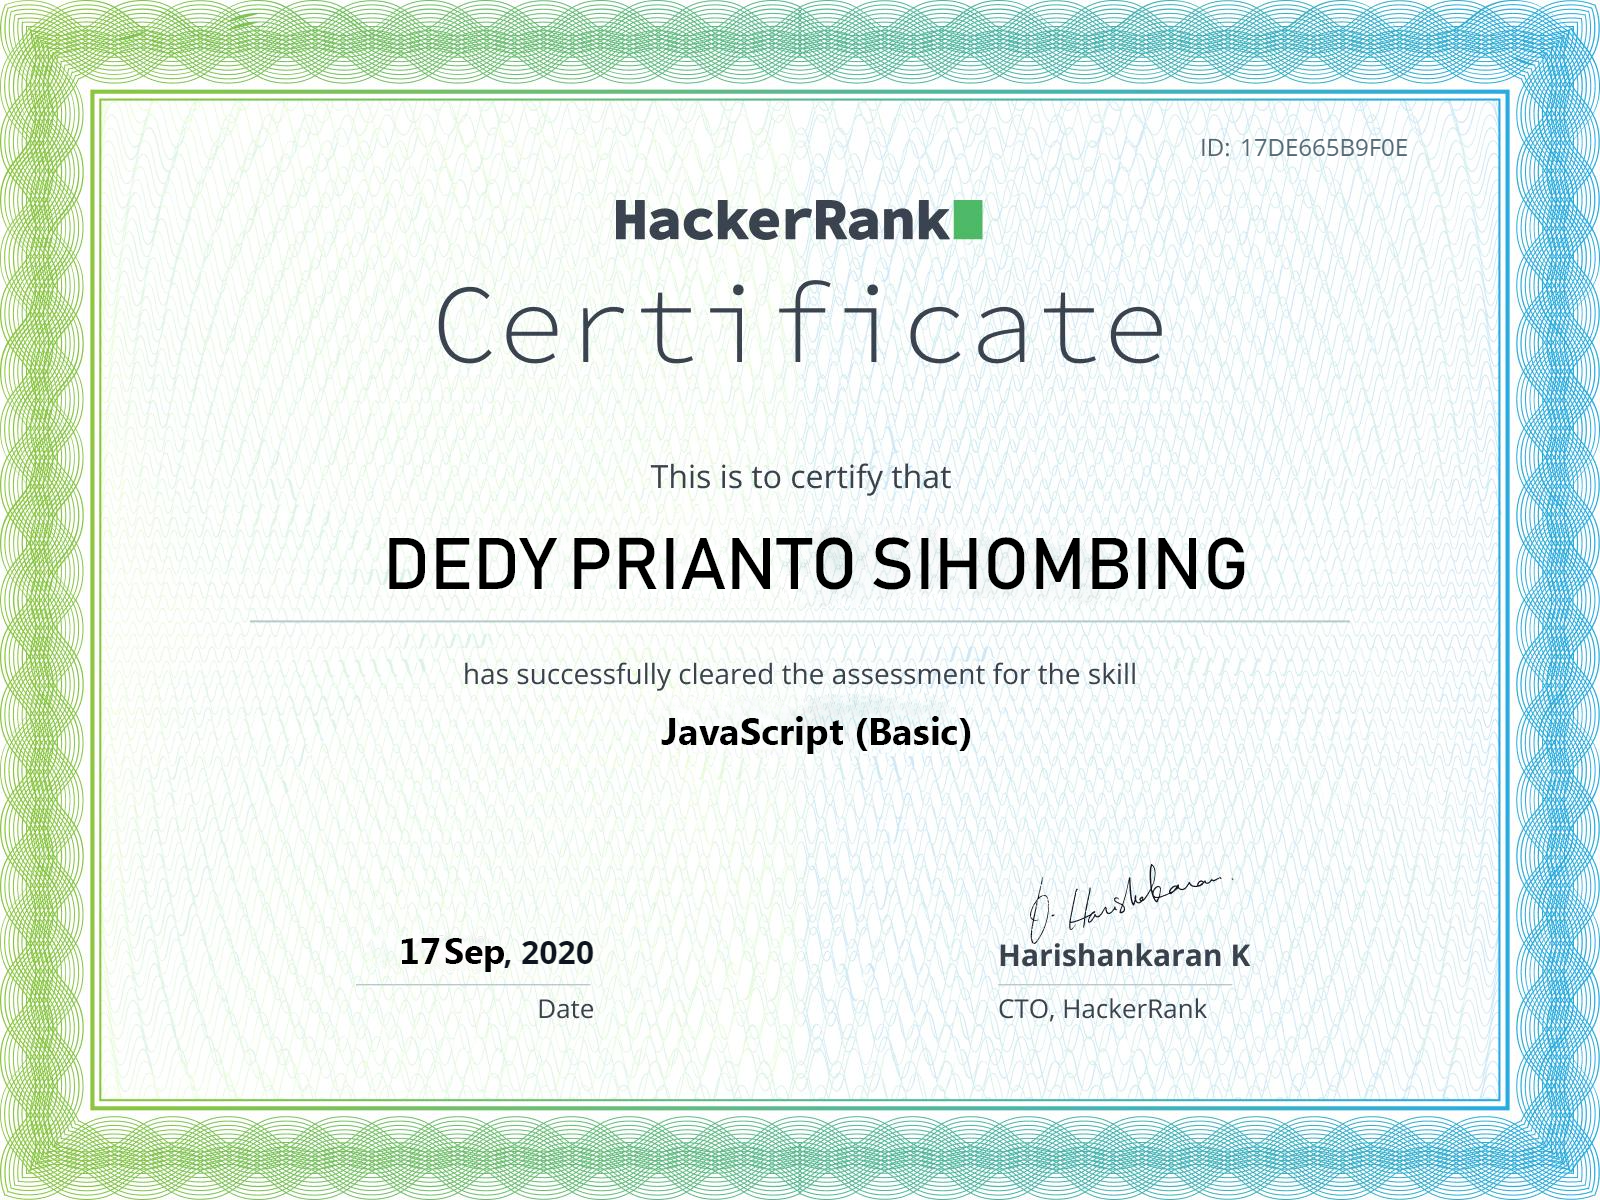 ID: 17DE665B9F0E
HackerRank
Certificate
This is to certify that
DEDY PRIANTO SIHOMBING
has successfully cleared the assessment for the skill
JavaScript (Basic)
17 Sep, 2020
Date
Harishankaran K
CTO, HackerRank